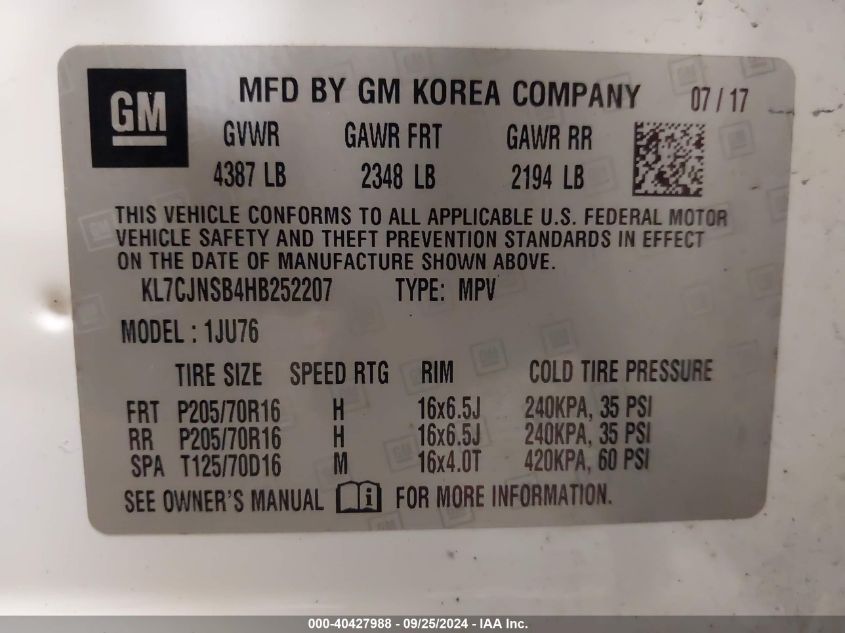 GM
MFD BY GM KOREA COMPANY 07 / 17
GVWR GAWR FRT GAWR RR
4387 LB 2348 LB 2194 LB
THIS VEHICLE CONFORMS TO ALL APPLICABLE U.S. FEDERAL MOTOR
VEHICLE SAFETY AND THEFT PREVENTION STANDARDS IN EFFECT
ON THE DATE OF MANUFACTURE SHOWN ABOVE.
KL7CJNSB4HB252207 TYPE: MPV
MODEL : 1JU76
TIRE SIZE SPEED RTG RIM COLD TIRE PRESSURE
FRT P205/70R16 H 16x6.5J 240KPA, 35 PSI
RR P205/70R16 H 16x6.5J 240KPA, 35 PSI
SPA T125/70D16 M 16x4.0T 420KPA, 60 PSI
SEE OWNER'S MANUAL i FOR MORE INFORMATION.
000-40427988 - 09/25/2024 - IAA Inc.